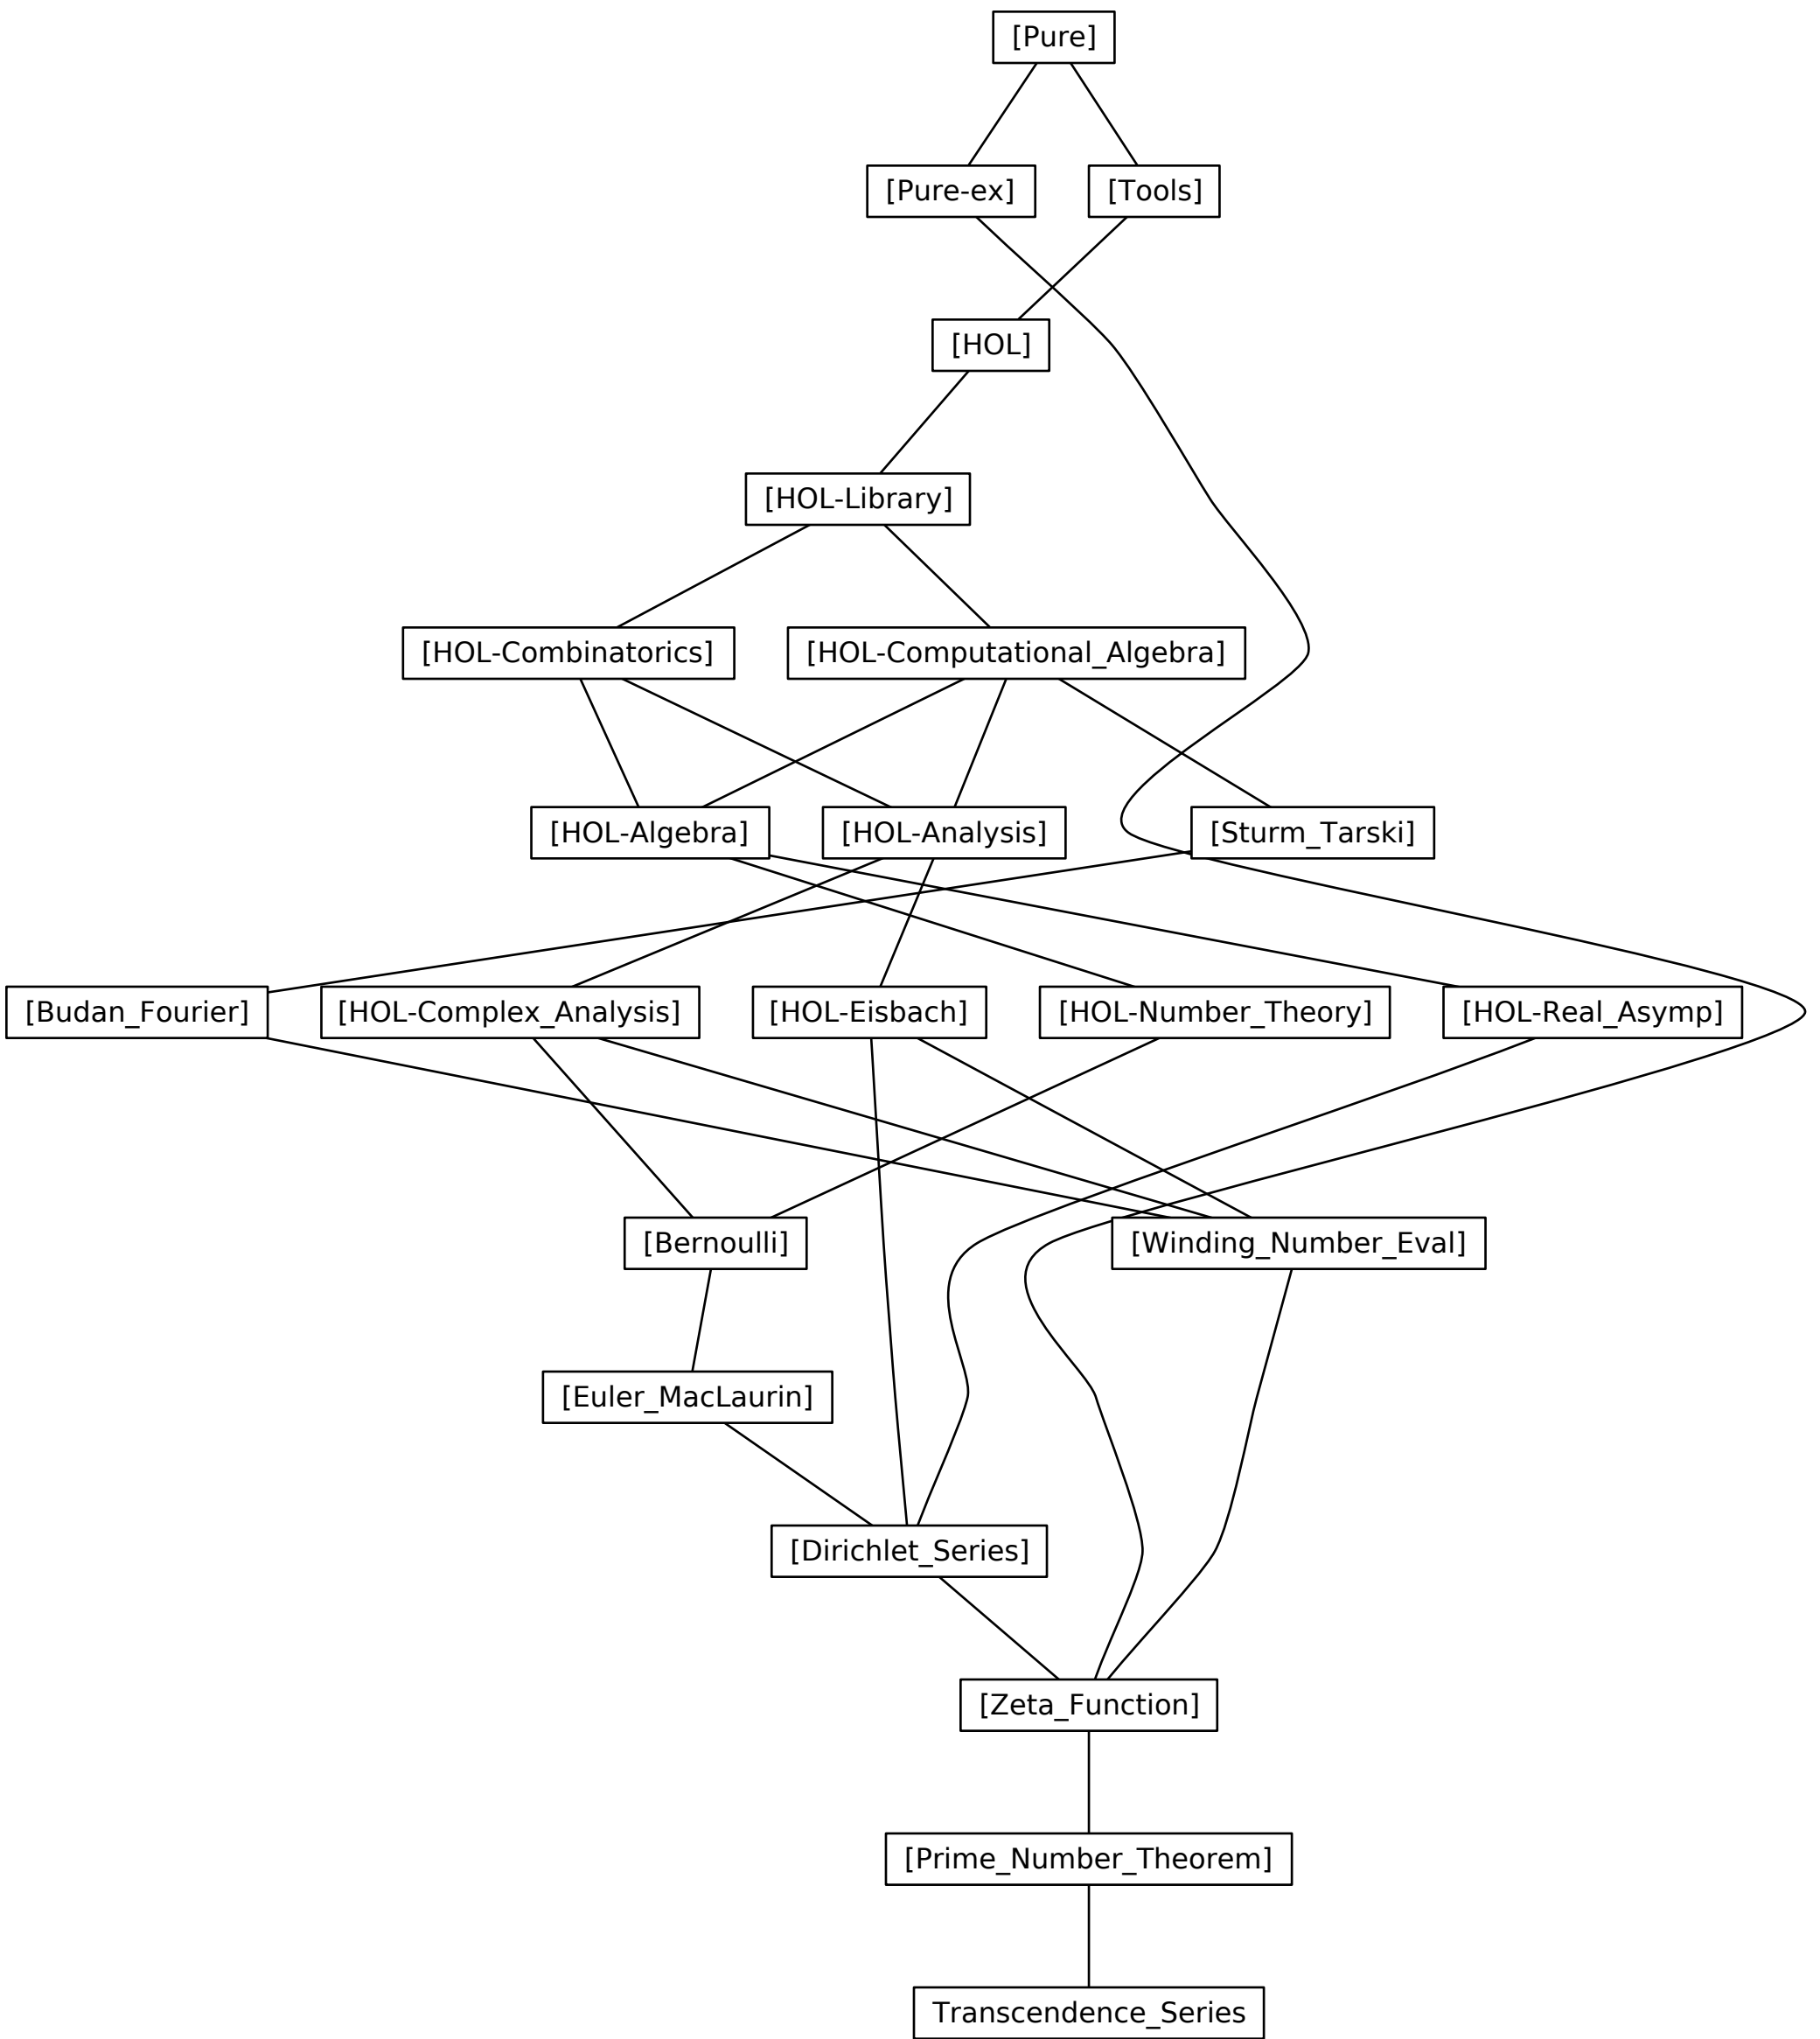 [Pure]
[Pure-ex]
[Tools]
[HOL]
[HOL-Library]
[HOL-Combinatorics]
[HOL-Computational_Algebra]
[HOL-Algebra]
[HOL-Analysis]
[Sturm_Tarski]
[Budan_Fourier]
[HOL-Complex_Analysis]
[HOL-Eisbach]
[HOL-Number_Theory]
[HOL-Real_Asymp]
[Bernoulli]
[Winding_Number_Eval]
[Euler_MacLaurin]
[Dirichlet_Series]
[Zeta_Function]
[Prime_Number_Theorem]
Transcendence_Series